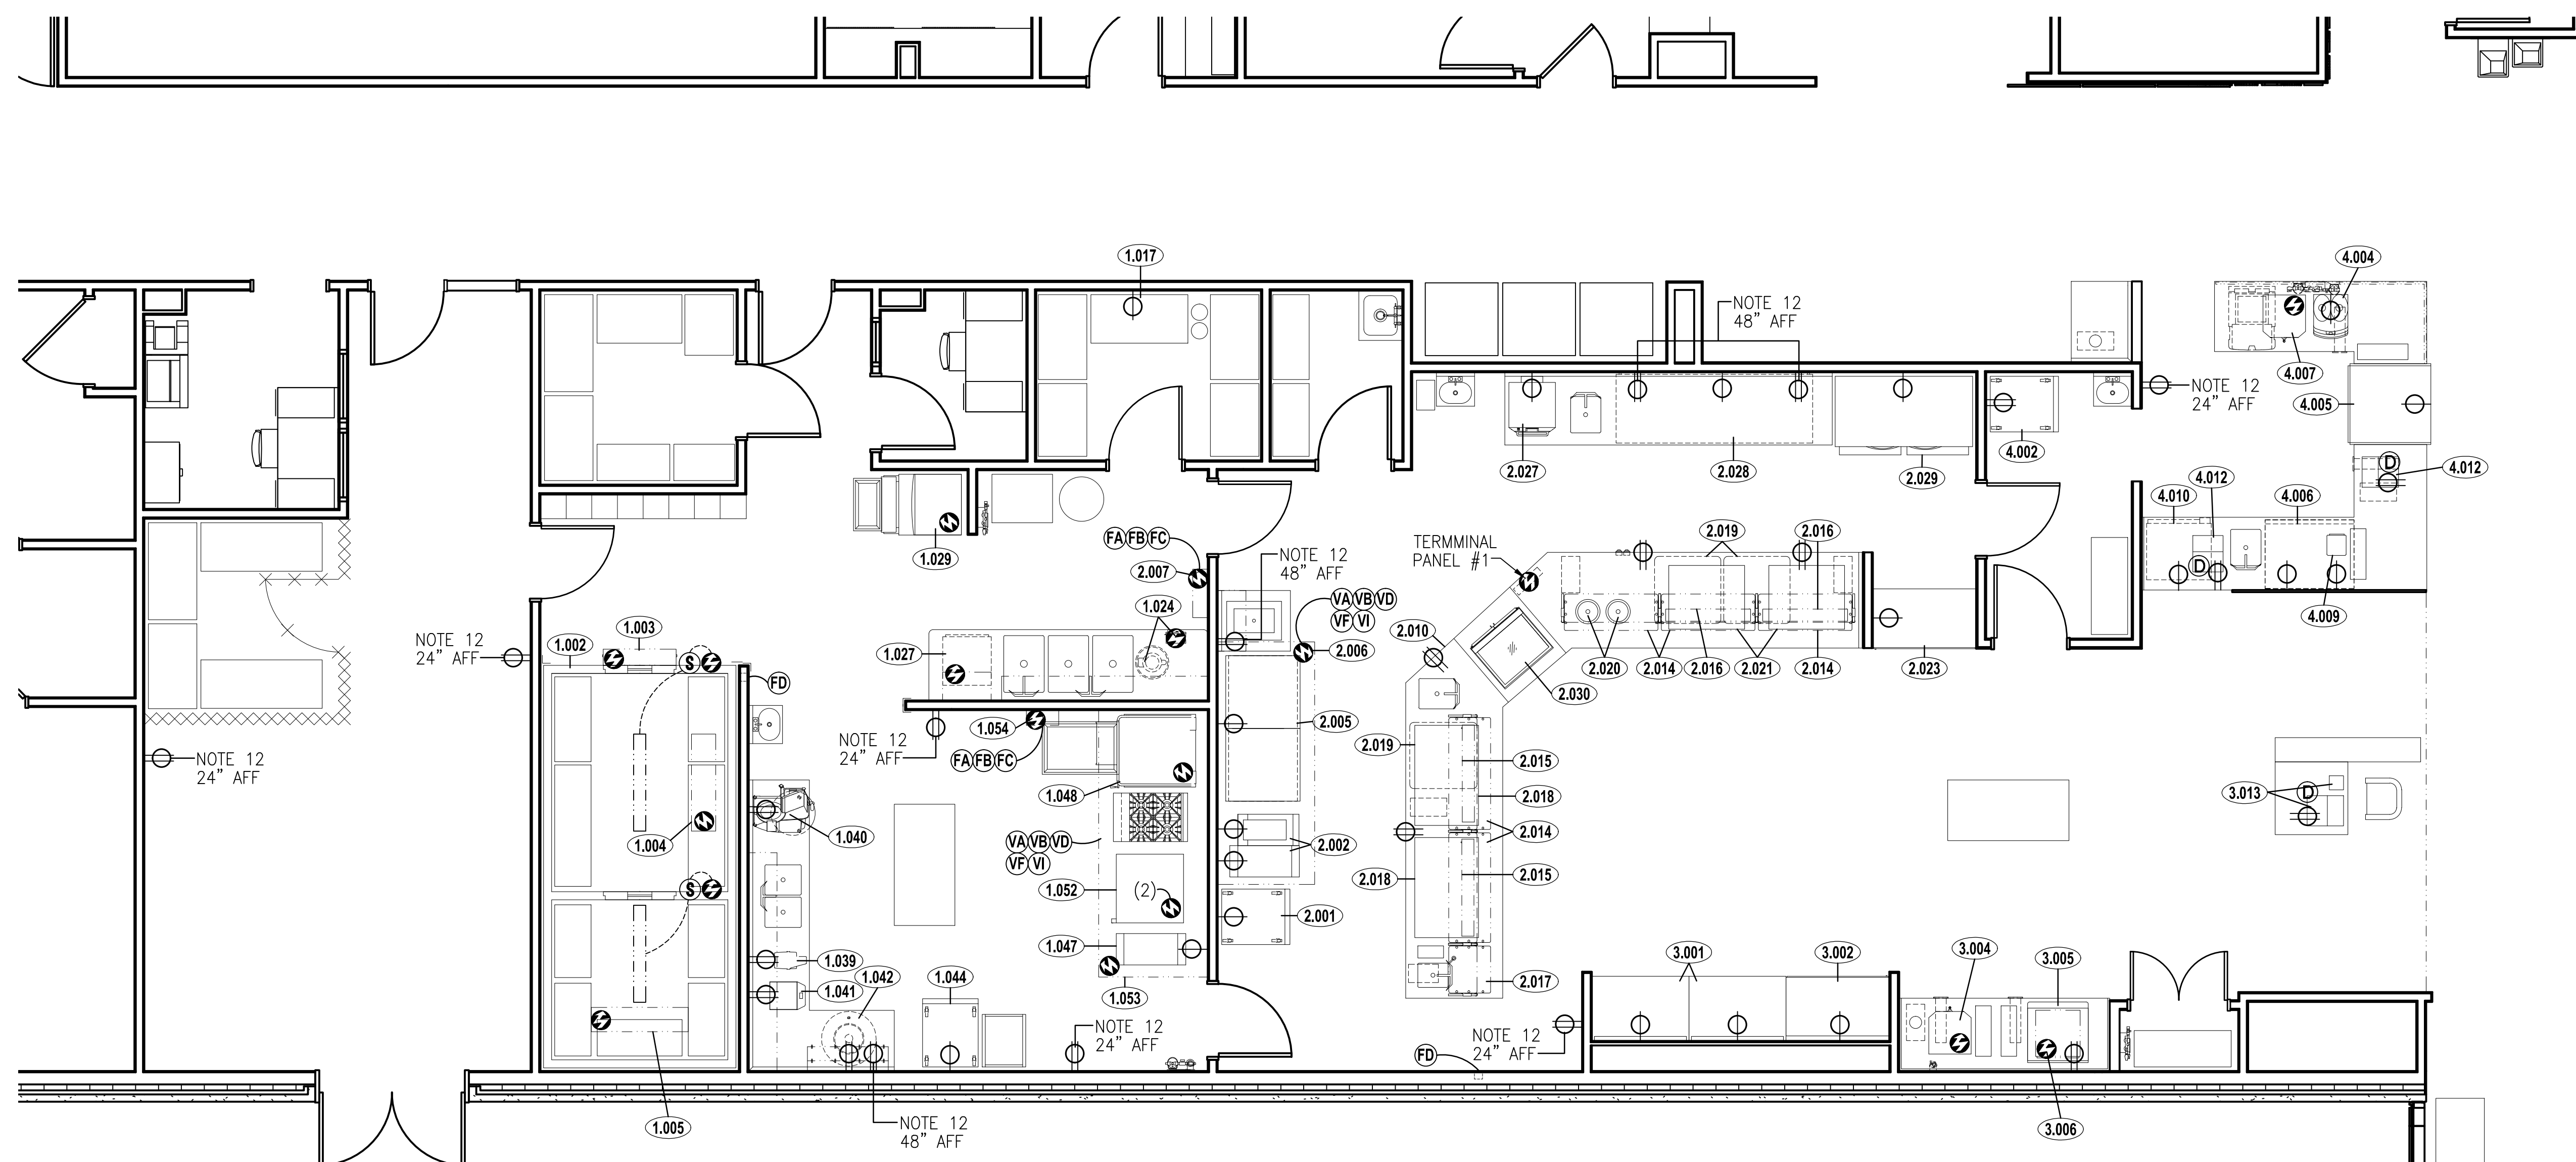 1.017
4.004
NOTE 12
48" AFF
4.007
NOTE 12
24" AFF
4.005
2.027
2.028
2.029
4.002
D
4.012
4.012
4.010
4.006
1.029
FA FB FC
2.007
NOTE 12
48" AFF
TERMMINAL
PANEL #1
2.019
2.016
D
4.009
1.024
VA VB VD
VF VI
2.006
2.010
NOTE 12
24" AFF
1.002
1.003
S
1.027
FD
2.020
2.014
2.016
2.021
2.014
2.023
2.030
NOTE 12
24" AFF
1.054
FA FB FC
NOTE 12
24" AFF
2.005
2.019
2.015
1.048
2.018
D
3.013
1.004
1.040
VA VB VD
VF VI
2.014
2.002
1.052
(2)
2.018
2.015
S
2.001
1.047
1.039
1.041
1.042
1.044
1.053
2.017
3.001
3.002
3.004
3.005
NOTE 12
24" AFF
NOTE 12
24" AFF
FD
1.005
NOTE 12
48" AFF
3.006